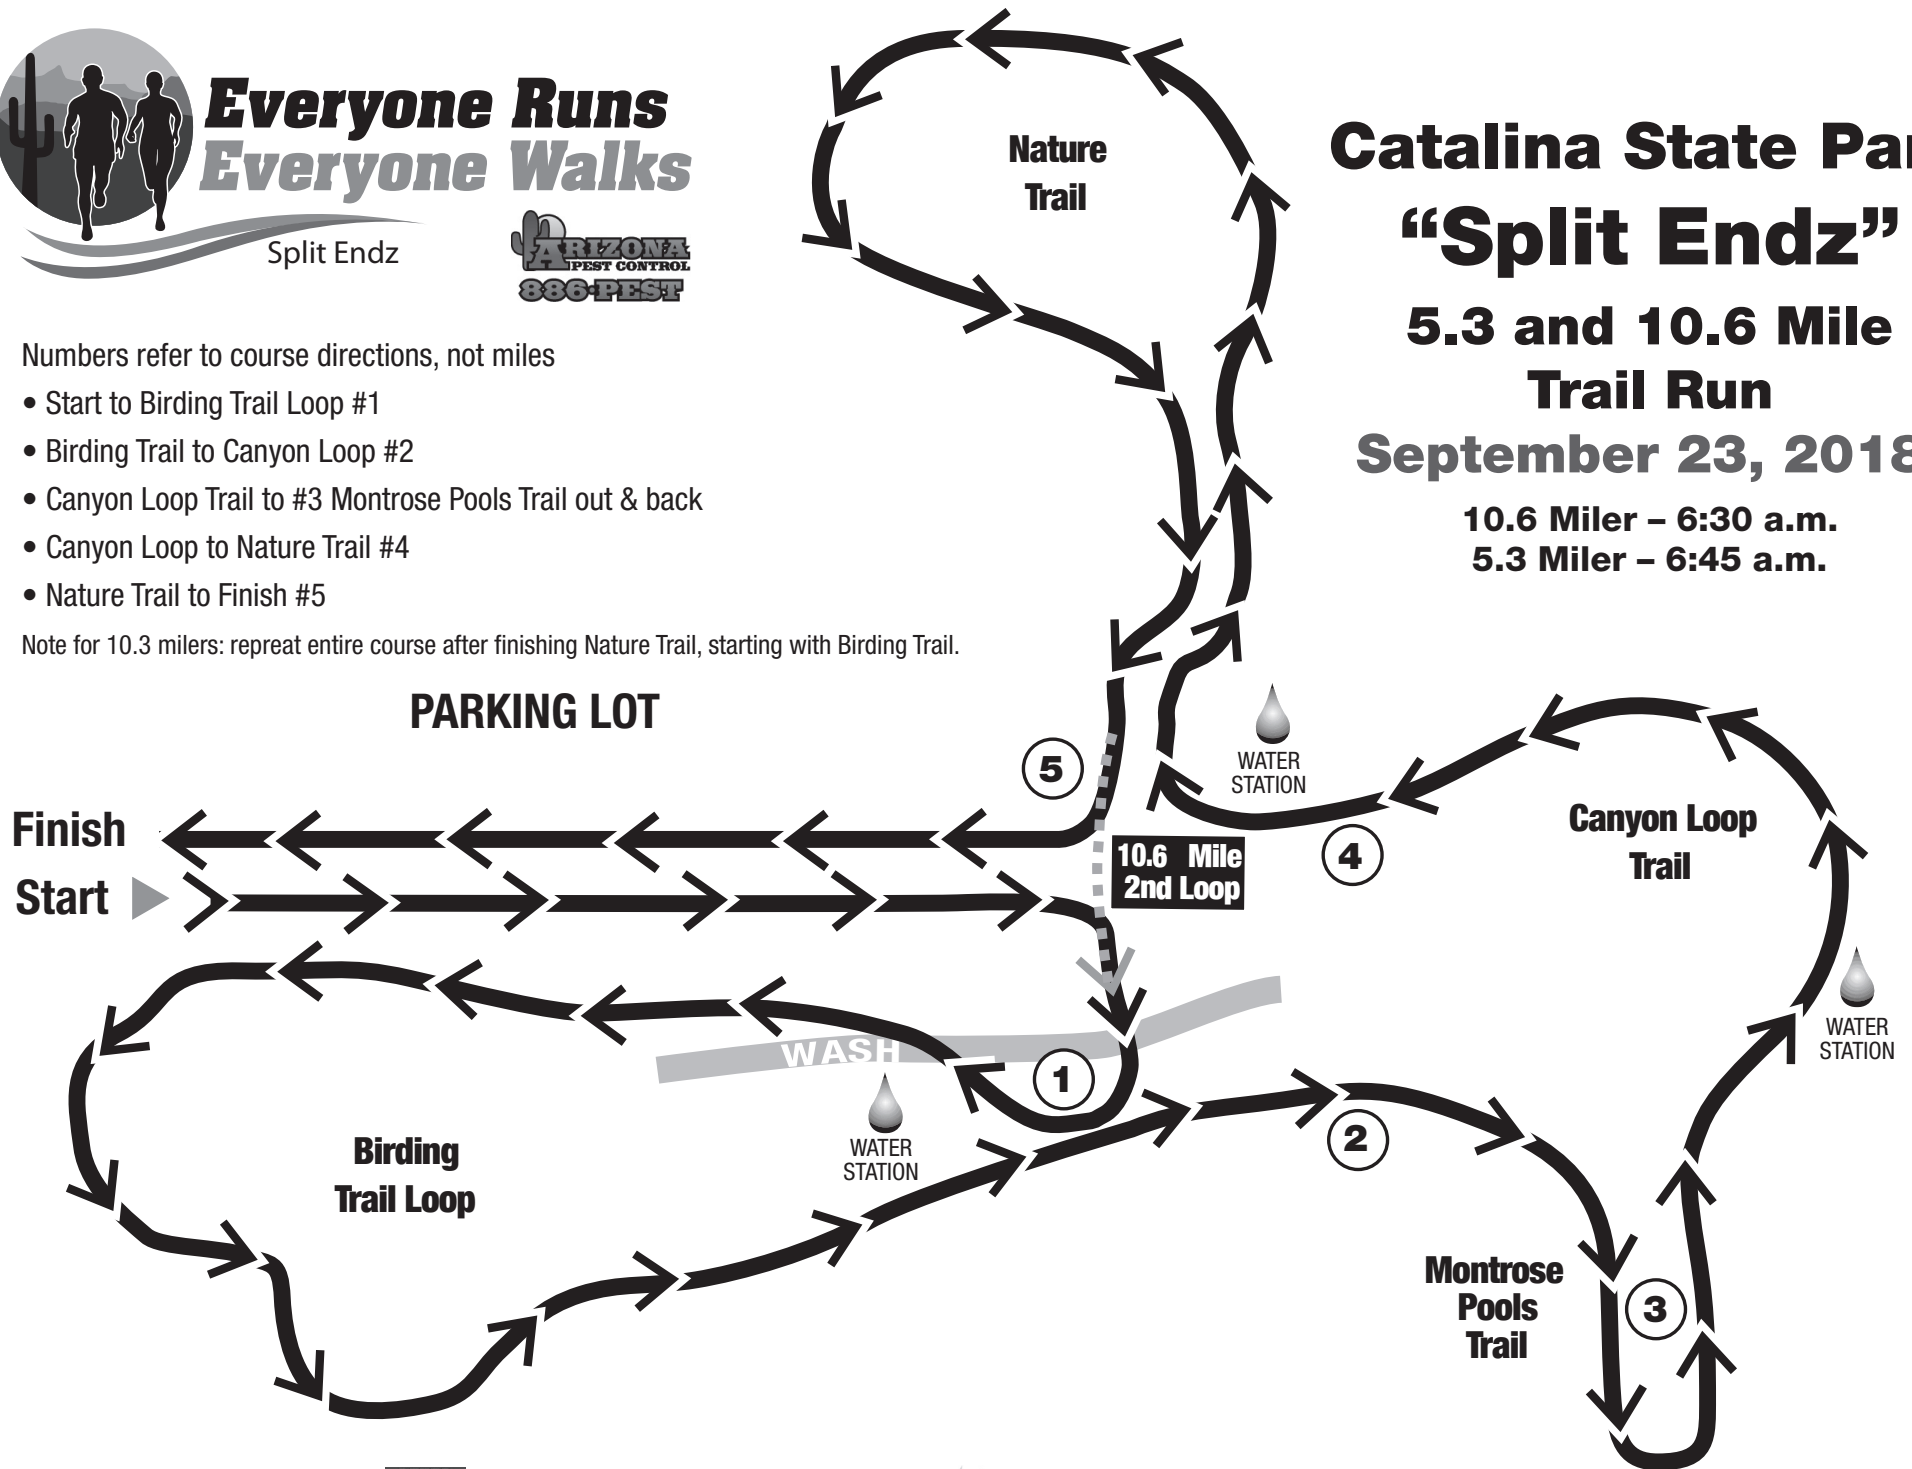 Everyone Runs
Everyone Walks
Split Endz
ARIZONA
PEST CONTROL
886-PEST
Catalina State Par
“Split Endz”
5.3 and 10.6 Mile
Trail Run
September 23, 2018
10.6 Miler – 6:30 a.m.
5.3 Miler – 6:45 a.m.
Numbers refer to course directions, not miles
• Start to Birding Trail Loop #1
• Birding Trail to Canyon Loop #2
• Canyon Loop Trail to #3 Montrose Pools Trail out & back
• Canyon Loop to Nature Trail #4
• Nature Trail to Finish #5
Note for 10.3 milers: repreat entire course after finishing Nature Trail, starting with Birding Trail.
Nature
Trail
PARKING LOT
5
WATER
STATION
Finish
Start
10.6 Mile
2nd Loop
4
Canyon Loop
Trail
WATER
STATION
WASH
1
WATER
STATION
2
Birding
Trail Loop
Montrose
Pools
Trail
3